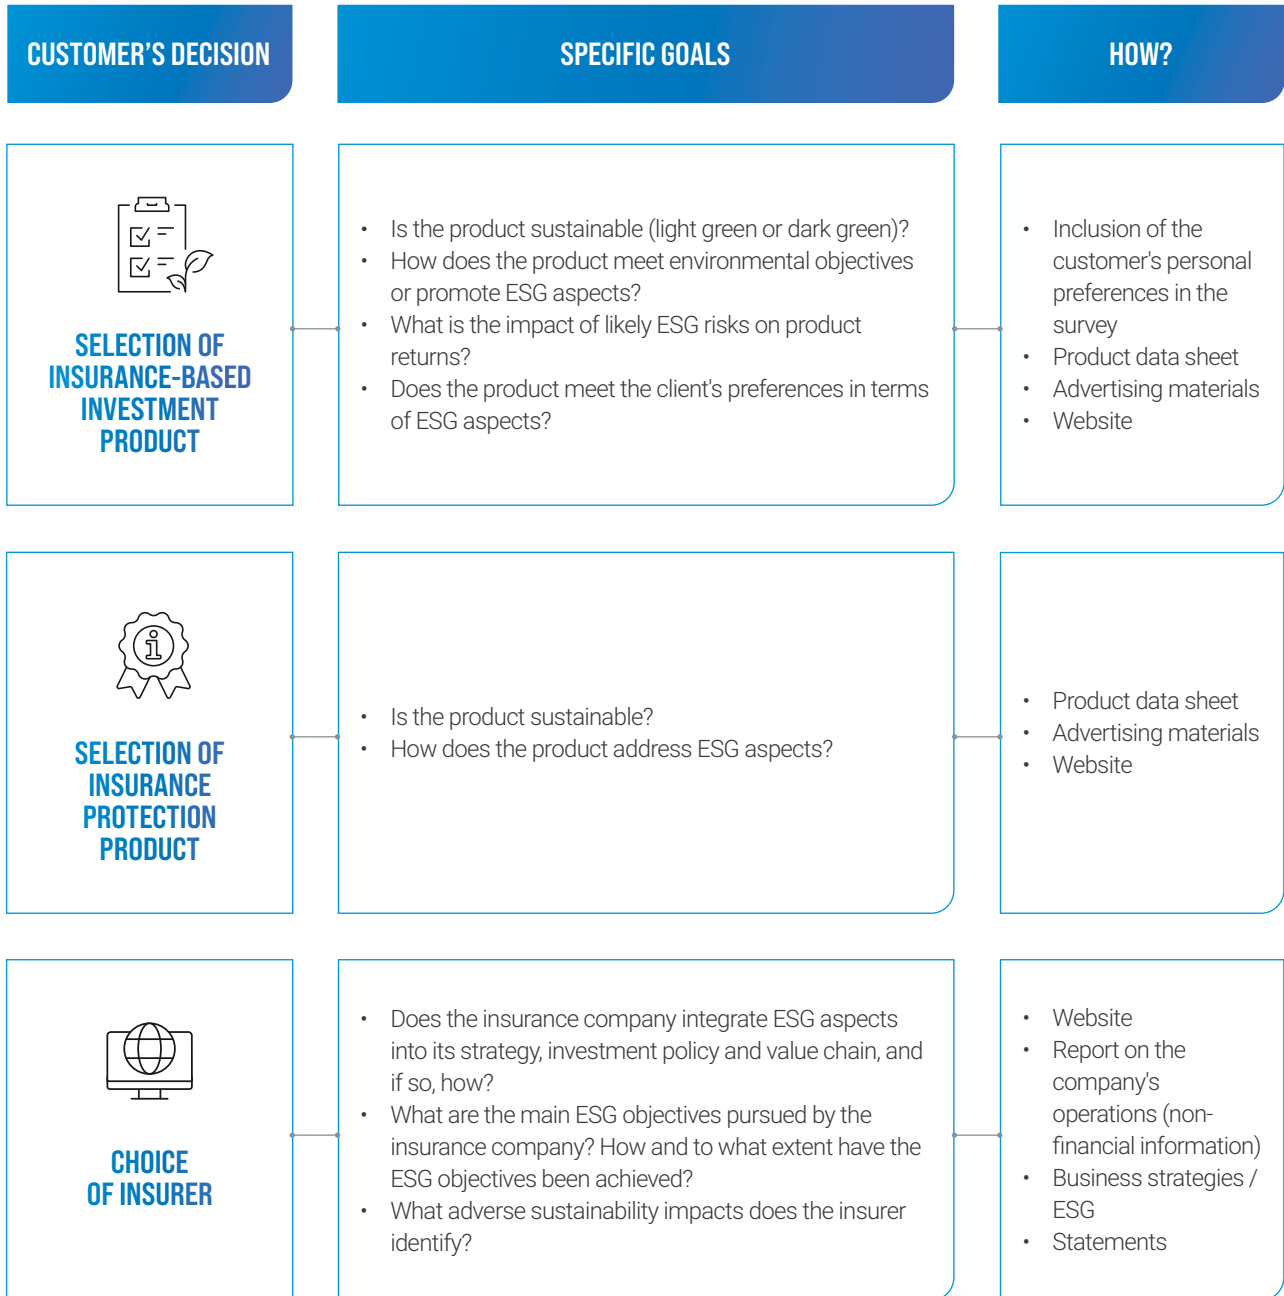 CUSTOMER'S DECISION
SPECIFIC GOALS
HOW?
SELECTION OF
INSURANCE-BASED
INVESTMENT
PRODUCT
• Is the product sustainable (light green or dark green)?
• How does the product meet environmental objectives
or promote ESG aspects?
• What is the impact of likely ESG risks on product
returns?
• Does the product meet the client's preferences in terms
of ESG aspects?
• Inclusion of the
customer's personal
preferences in the
survey
• Product data sheet
• Advertising materials
• Website
SELECTION OF
INSURANCE
PROTECTION
PRODUCT
• Is the product sustainable?
• How does the product address ESG aspects?
• Product data sheet
• Advertising materials
• Website
CHOICE
OF INSURER
• Does the insurance company integrate ESG aspects
into its strategy, investment policy and value chain, and
if so, how?
• What are the main ESG objectives pursued by the
insurance company? How and to what extent have the
ESG objectives been achieved?
• What adverse sustainability impacts does the insurer
identify?
• Website
• Report on the
company's
operations (non-
financial information)
• Business strategies /
ESG
• Statements